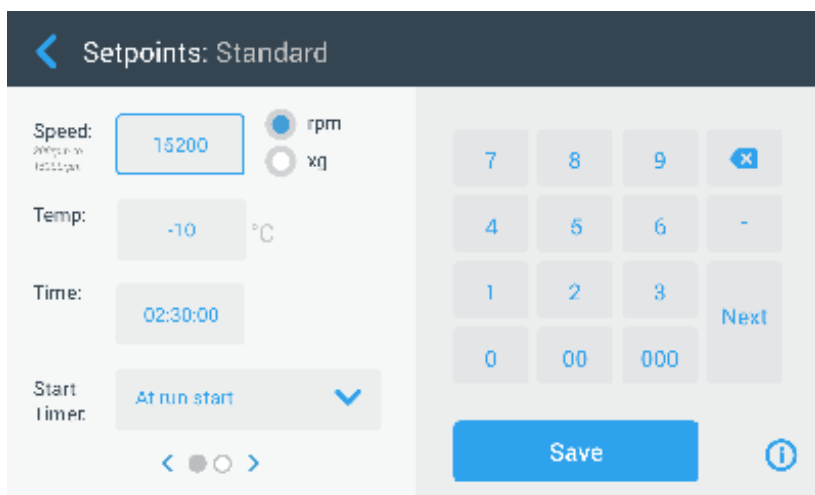 Setpoints: Standard
Speed:
15200
rpm
xg
Temp:
-10
°C
Time:
02:30:00
Start
Timer:
At run start
7 8 9
4 5 6 -
1 2 3
Next
0 00 000
Save